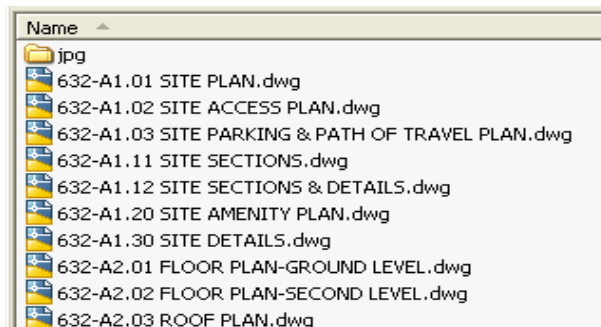 Name
jpg
632-A1.01 SITE PLAN.dwg
632-A1.02 SITE ACCESS PLAN.dwg
632-A1.03 SITE PARKING & PATH OF TRAVEL PLAN.dwg
632-A1.11 SITE SECTIONS.dwg
632-A1.12 SITE SECTIONS & DETAILS.dwg
632-A1.20 SITE AMENITY PLAN.dwg
632-A1.30 SITE DETAILS.dwg
632-A2.01 FLOOR PLAN-GROUND LEVEL.dwg
632-A2.02 FLOOR PLAN-SECOND LEVEL.dwg
632-A2.03 ROOF PLAN.dwg